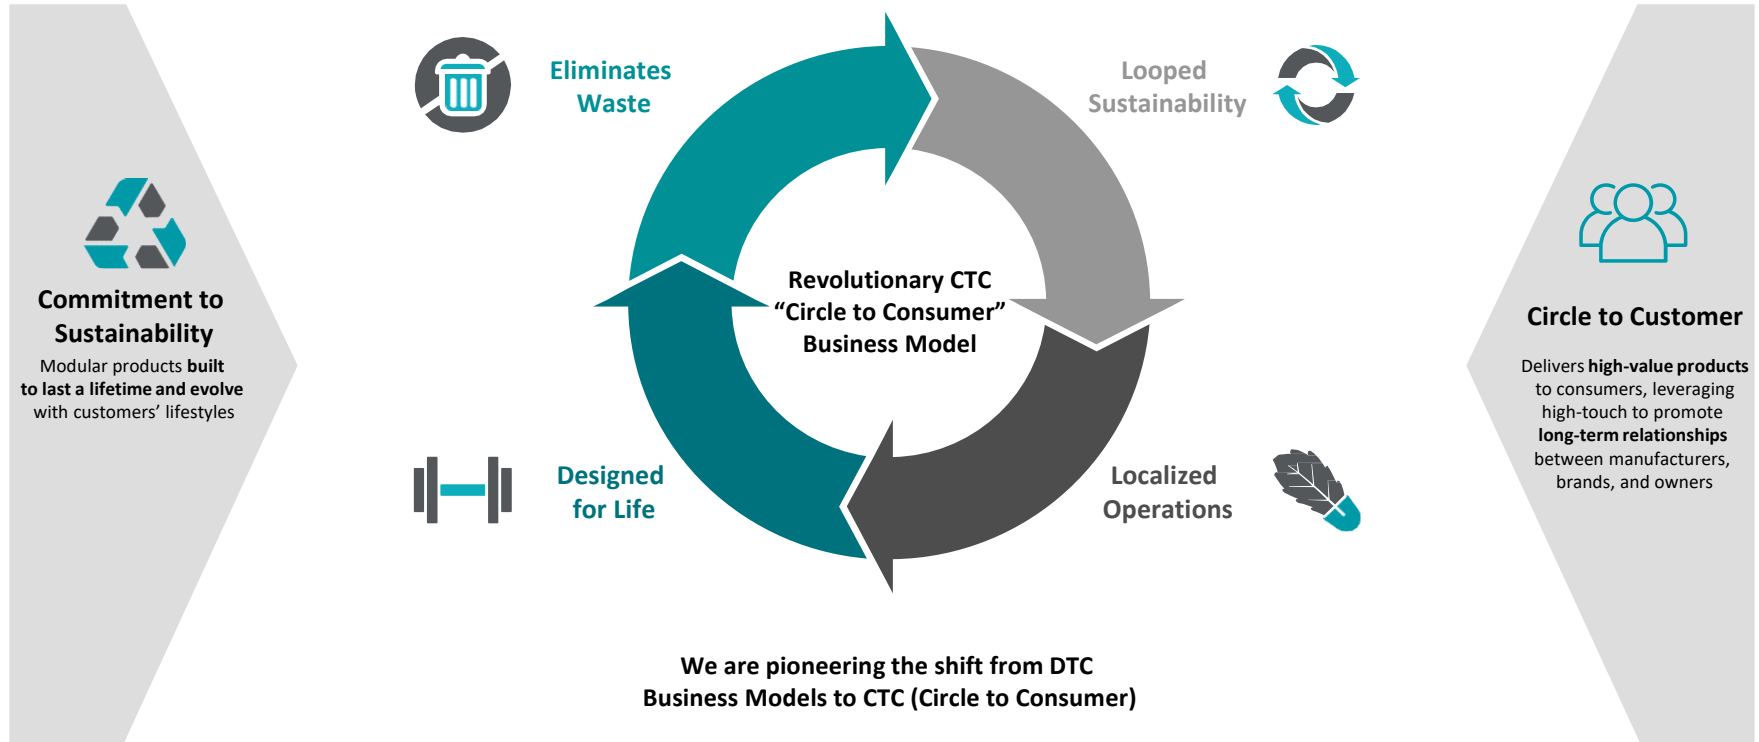 Eliminates
Waste
Looped
Sustainability
Commitment to
Sustainability
Modular products built
to last a lifetime and evolve
with customers’ lifestyles
Revolutionary CTC
“Circle to Consumer”
Business Model
Circle to Customer
Delivers high-value products
to consumers, leveraging
high-touch to promote
long-term relationships
between manufacturers,
brands, and owners
Designed
for Life
Localized
Operations
We are pioneering the shift from DTC
Business Models to CTC (Circle to Consumer)